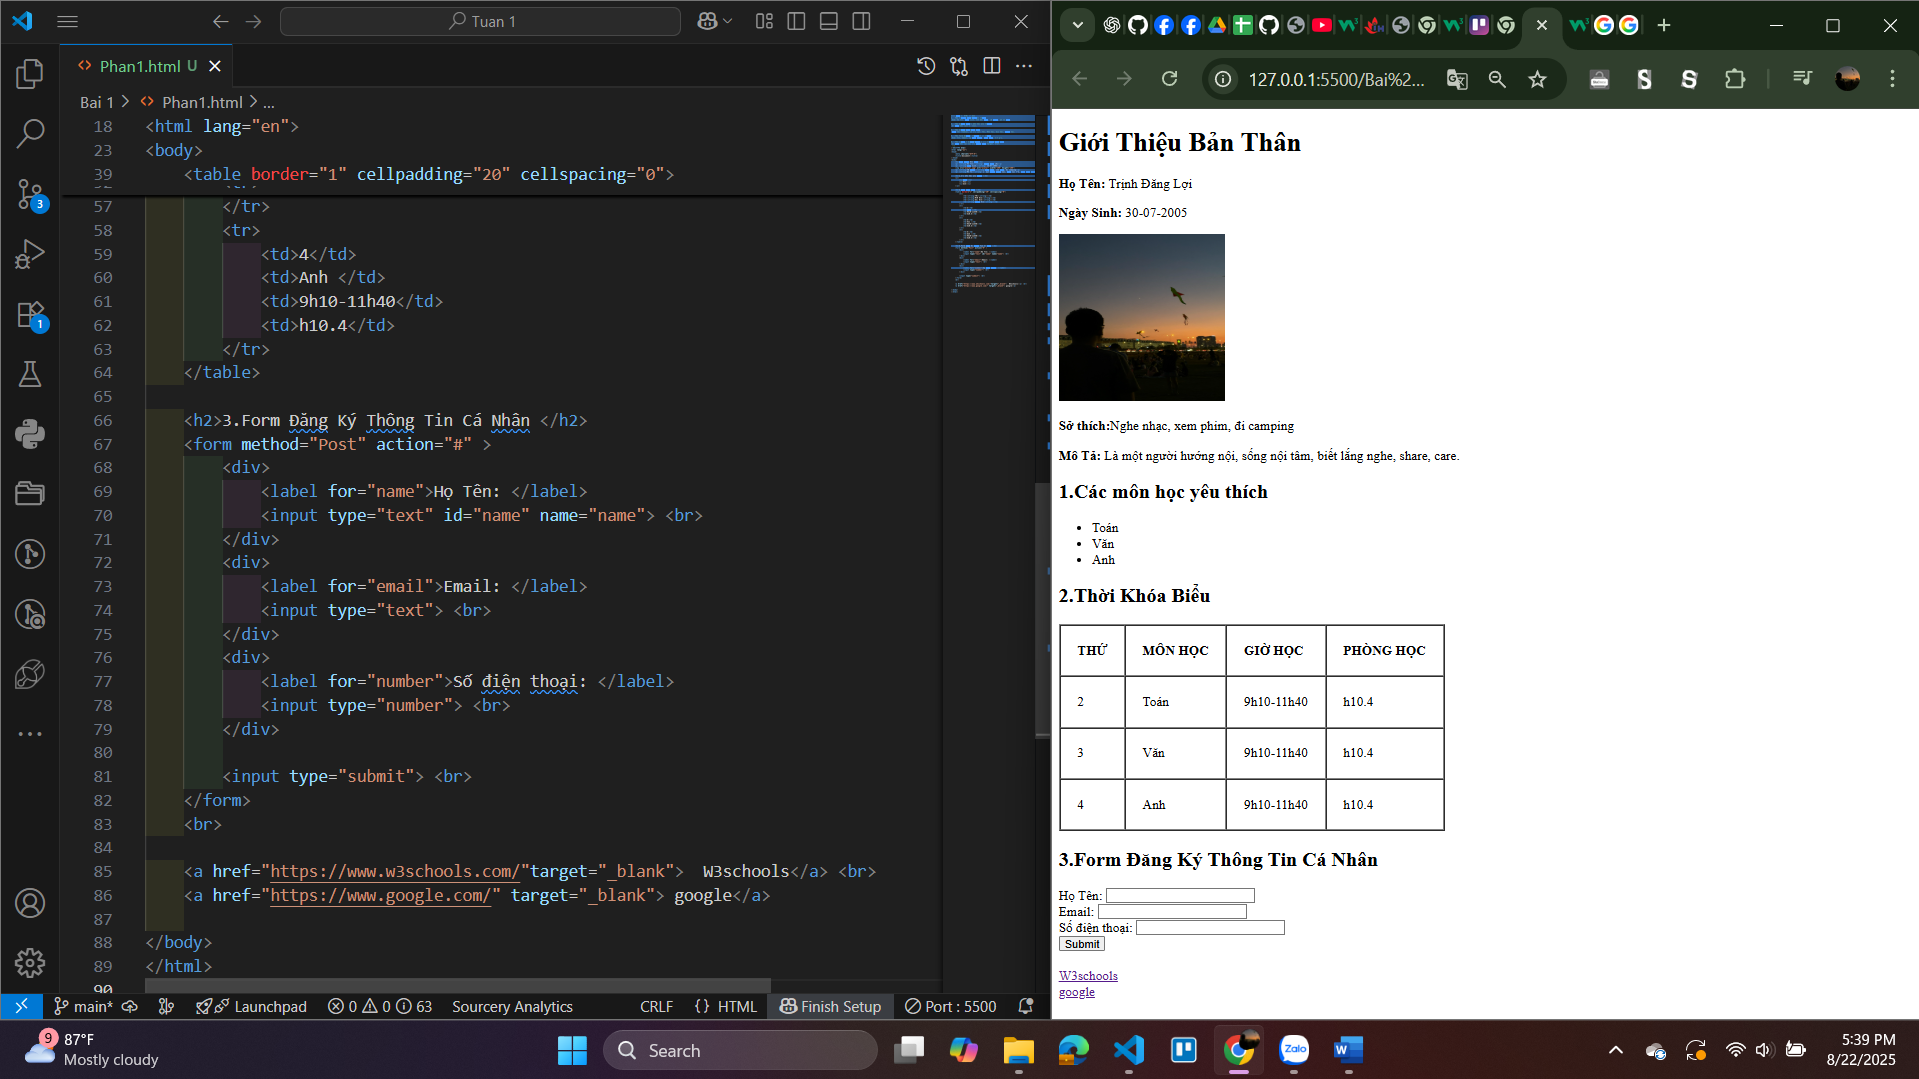 Tuan 1
Phan1.html U
Bai 1 > Phan1.html > ...
18 <html lang="en">
23 <body>
39 <table border="1" cellpadding="20" cellspacing="0">
57 </tr>
58 <tr>
59 <td>4</td>
60 <td>Anh </td>
61 <td>9h10-11h40</td>
62 <td>h10.4</td>
63 </tr>
64 </table>
65
66 <h2>3.Form Đăng Ký Thông Tin Cá Nhân </h2>
67 <form method="Post" action="#" >
68 <div>
69 <label for="name">Họ Tên: </label>
70 <input type="text" id="name" name="name"> <br>
71 </div>
72 <div>
73 <label for="email">Email: </label>
74 <input type="text"> <br>
75 </div>
76 <div>
77 <label for="number">Số điện thoại: </label>
78 <input type="number"> <br>
79 </div>
80
81 <input type="submit"> <br>
82 </form>
83 <br>
84
85 <a href="https://www.w3schools.com/"target="_blank">  W3schools</a> <br>
86 <a href="https://www.google.com/" target="_blank"> google</a>
87
88 </body>
89 </html>
90
3
1
main* Launchpad 0 0 63 Sourcery Analytics CRLF {} HTML Finish Setup Port : 5500
127.0.0.1:5500/Bai%2...
Giới Thiệu Bản Thân
Họ Tên: Trịnh Đăng Lợi
Ngày Sinh: 30-07-2005
Sở thích:Nghe nhạc, xem phim, đi camping
Mô Tả: Là một người hướng nội, sống nội tâm, biết lắng nghe, share, care.
1.Các môn học yêu thích
• Toán
• Văn
• Anh
2.Thời Khóa Biểu
THỨ MÔN HỌC GIỜ HỌC PHÒNG HỌC
2 Toán 9h10-11h40 h10.4
3 Văn 9h10-11h40 h10.4
4 Anh 9h10-11h40 h10.4
3.Form Đăng Ký Thông Tin Cá Nhân
Họ Tên:
Email:
Số điện thoại:
Submit
W3schools
google
9
87°F
Mostly cloudy
Search
Zalo
5:39 PM
8/22/2025